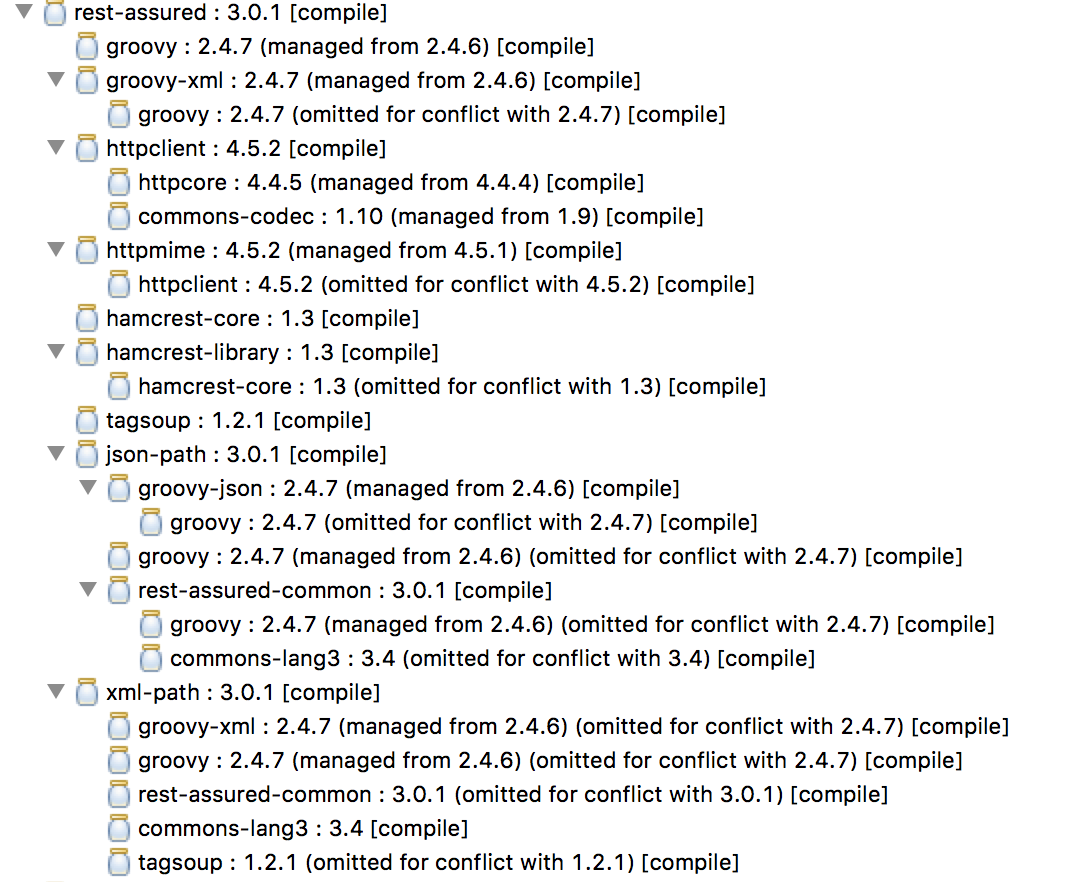 rest-assured : 3.0.1 [compile]
groovy : 2.4.7 (managed from 2.4.6) [compile]
groovy-xml : 2.4.7 (managed from 2.4.6) [compile]
groovy : 2.4.7 (omitted for conflict with 2.4.7) [compile]
httpclient : 4.5.2 [compile]
httpcore : 4.4.5 (managed from 4.4.4) [compile]
commons-codec : 1.10 (managed from 1.9) [compile]
httpmime : 4.5.2 (managed from 4.5.1) [compile]
httpclient : 4.5.2 (omitted for conflict with 4.5.2) [compile]
hamcrest-core : 1.3 [compile]
hamcrest-library : 1.3 [compile]
hamcrest-core : 1.3 (omitted for conflict with 1.3) [compile]
tagsoup : 1.2.1 [compile]
json-path : 3.0.1 [compile]
groovy-json : 2.4.7 (managed from 2.4.6) [compile]
groovy : 2.4.7 (omitted for conflict with 2.4.7) [compile]
groovy : 2.4.7 (managed from 2.4.6) (omitted for conflict with 2.4.7) [compile]
rest-assured-common : 3.0.1 [compile]
groovy : 2.4.7 (managed from 2.4.6) (omitted for conflict with 2.4.7) [compile]
commons-lang3 : 3.4 (omitted for conflict with 3.4) [compile]
xml-path : 3.0.1 [compile]
groovy-xml : 2.4.7 (managed from 2.4.6) (omitted for conflict with 2.4.7) [compile]
groovy : 2.4.7 (managed from 2.4.6) (omitted for conflict with 2.4.7) [compile]
rest-assured-common : 3.0.1 (omitted for conflict with 3.0.1) [compile]
commons-lang3 : 3.4 [compile]
tagsoup : 1.2.1 (omitted for conflict with 1.2.1) [compile]